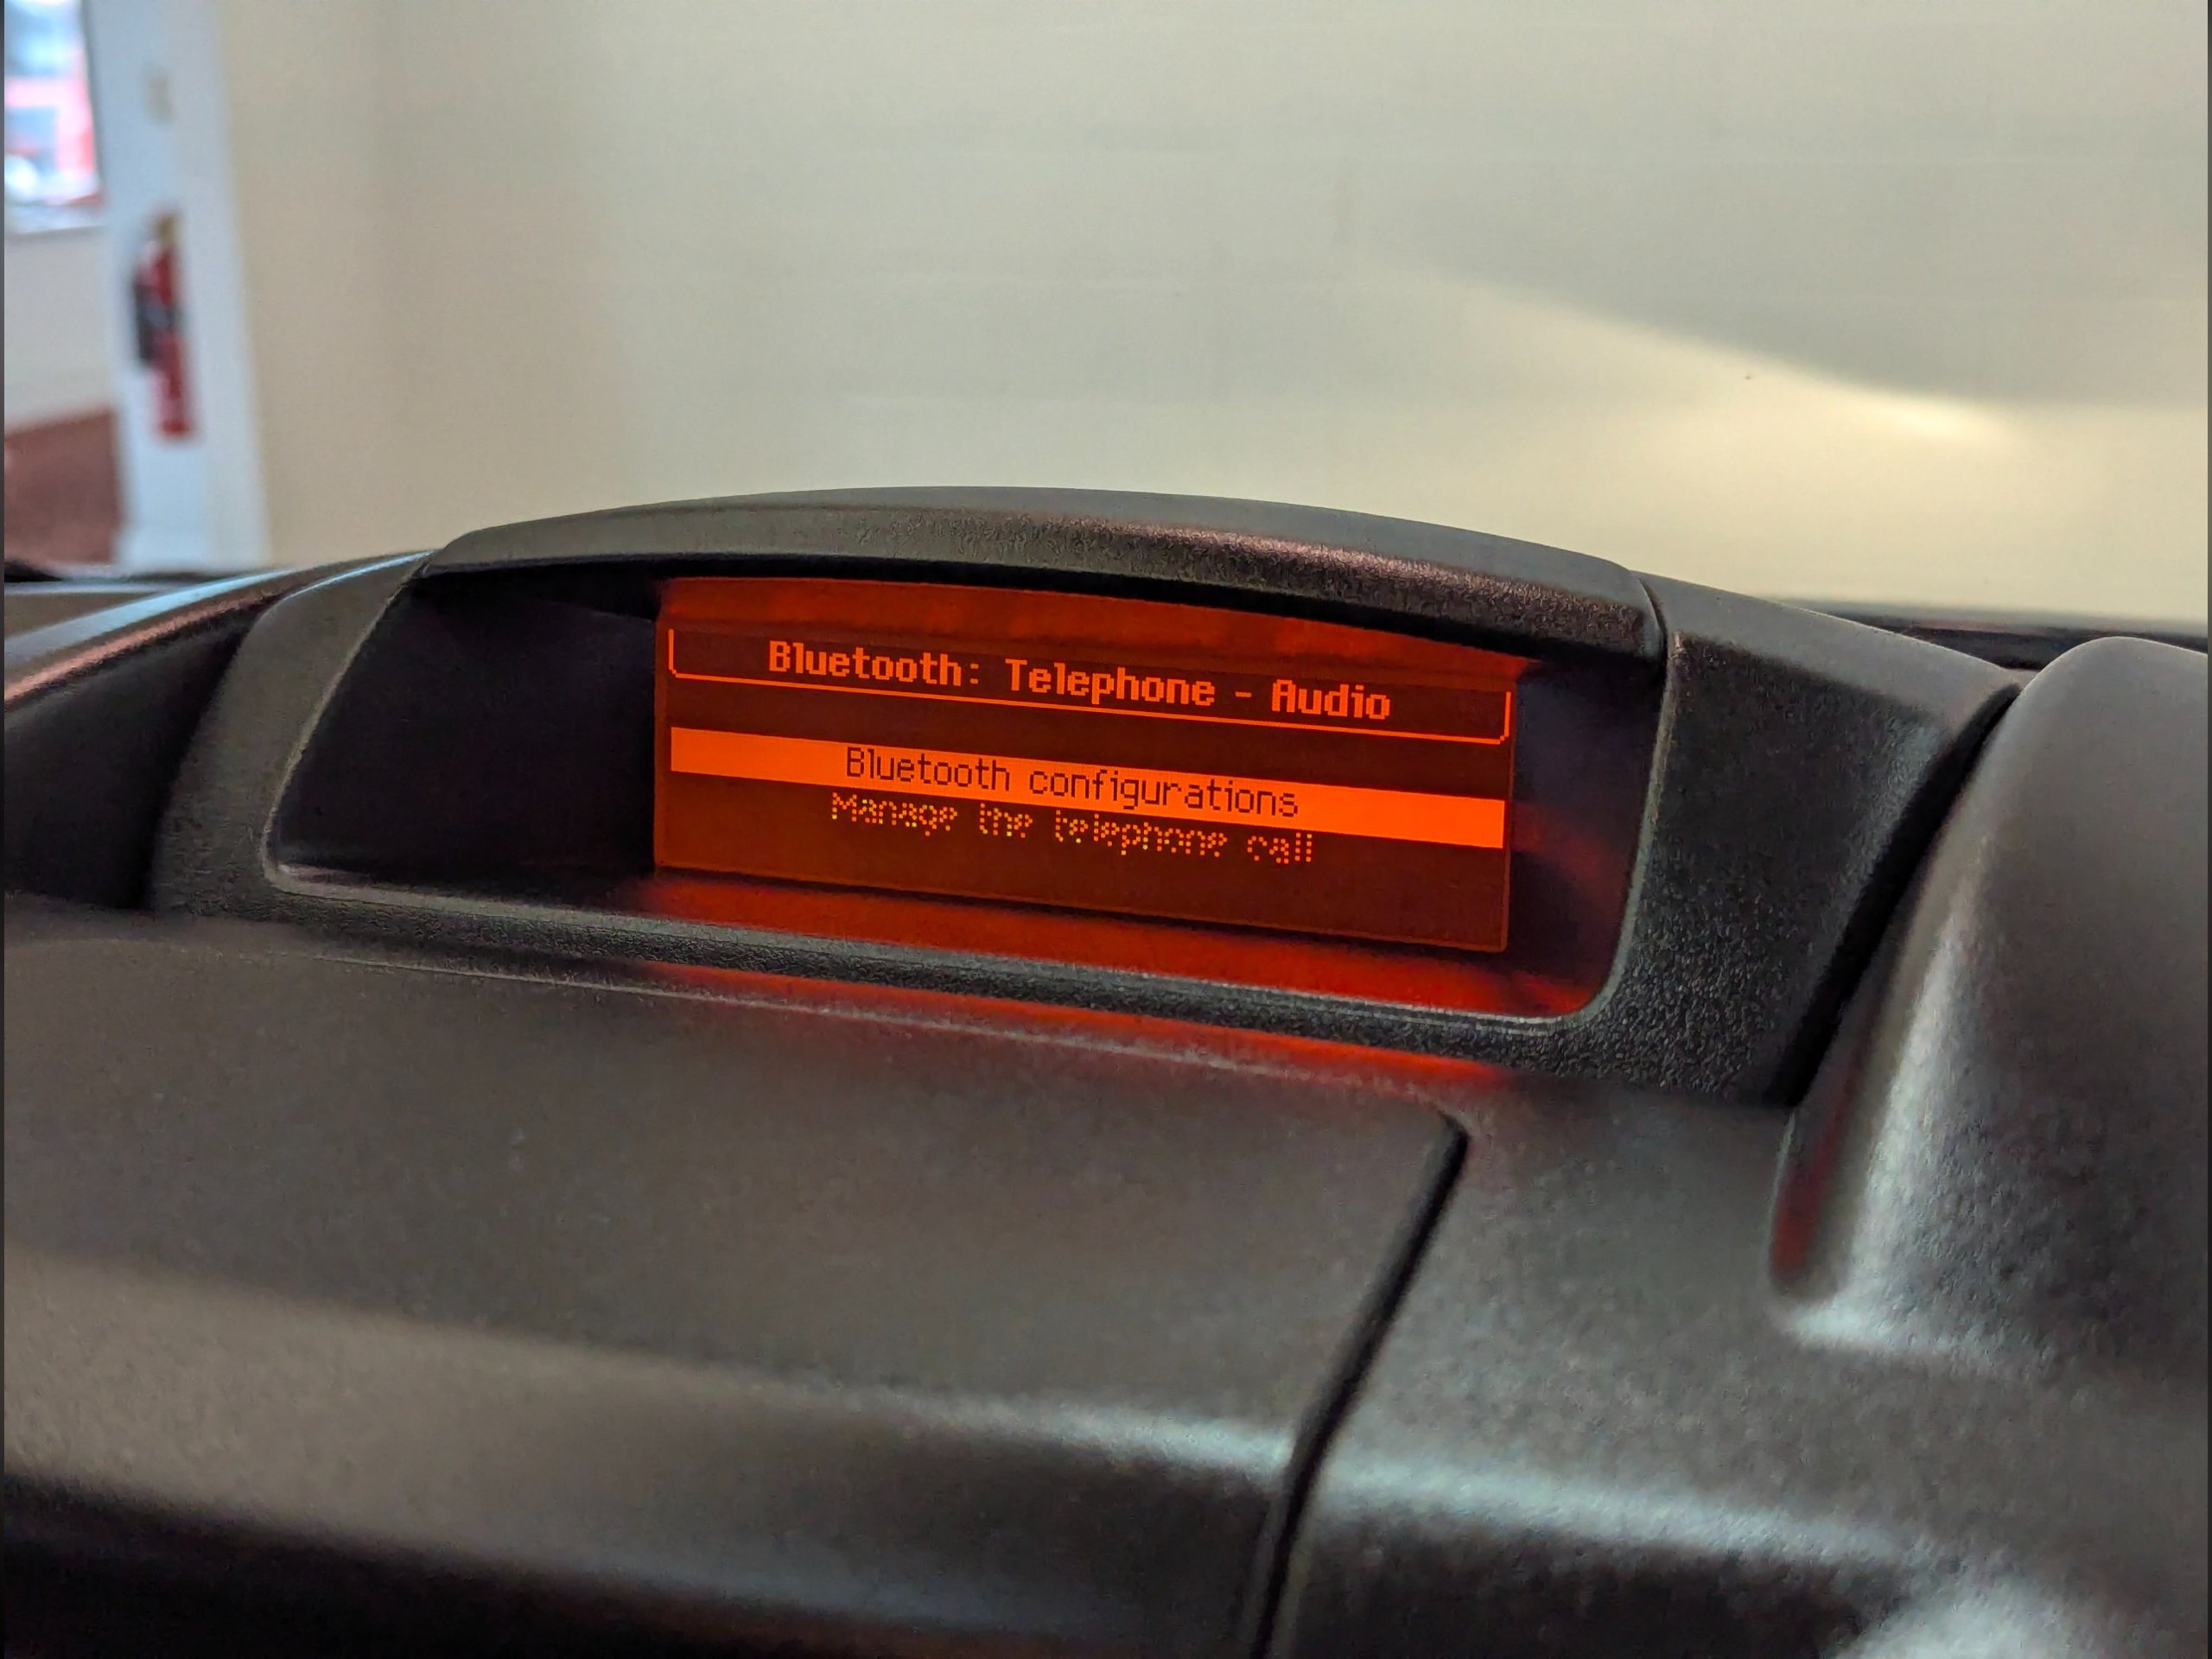 Bluetooth: Telephone - Audio
Bluetooth configurations
Manage the telephone call